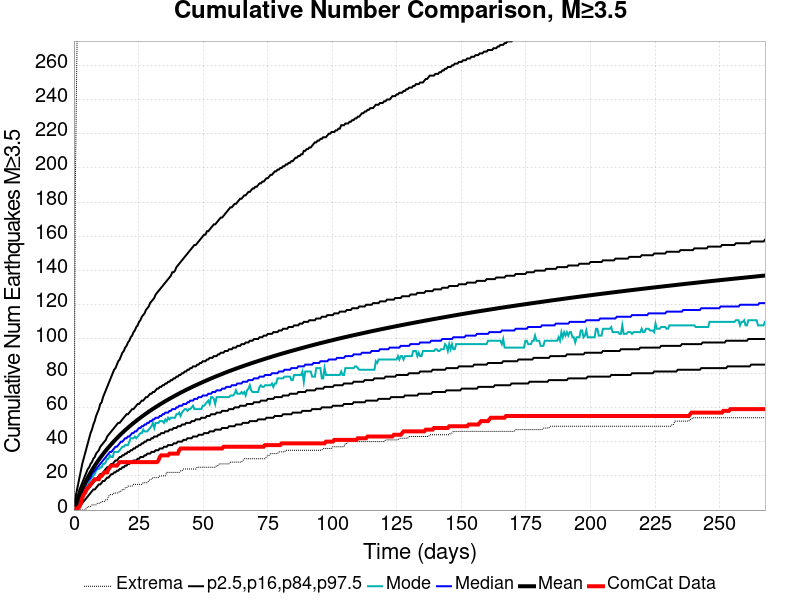 Cumulative Number Comparison, M≥3.5
Cumulative Num Earthquakes M≥3.5
260
240
220
200
180
160
140
120
100
80
60
40
20
0
0 25 50 75 100 125 150 175 200 225 250
Time (days)
Extrema p2.5,p16,p84,p97.5 Mode Median Mean ComCat Data